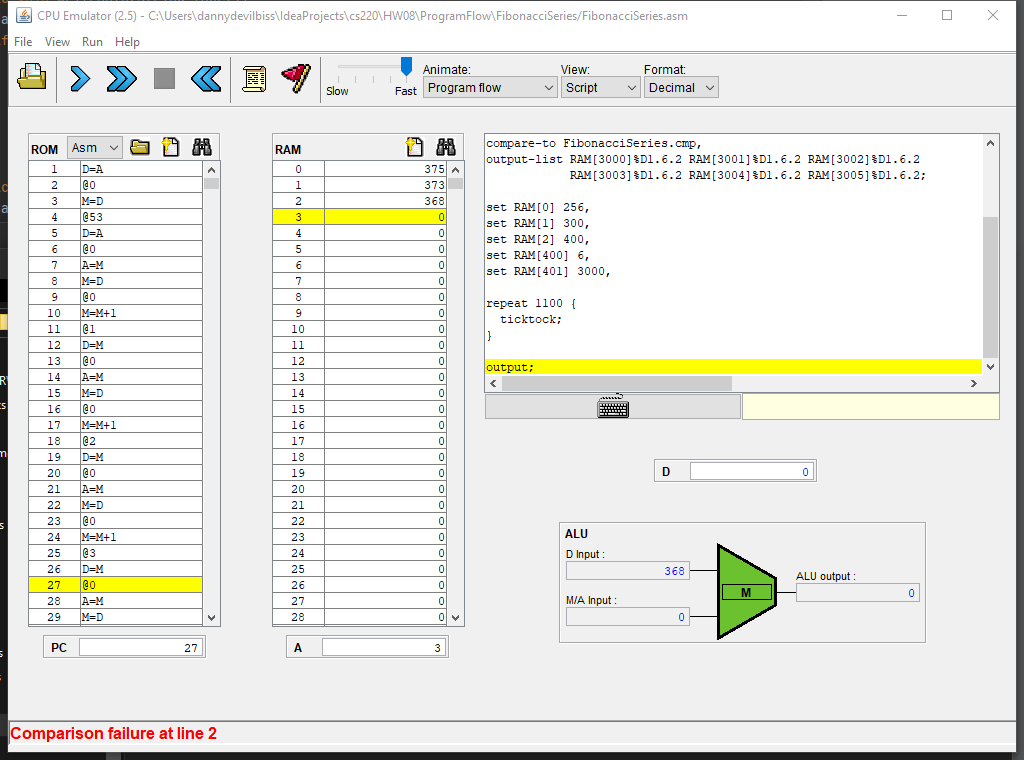 CPU Emulator (2.5) - C:\Users\dannydevilbiss\IdeaProjects\cs220\HW08\ProgramFlow\FibonacciSeries/FibonacciSeries.asm
File View Run Help
Slow
Fast
Animate:
Program flow
View:
Script
Format:
Decimal
ROM Asm
1 D=A
2 @0
3 M=D
4 @53
5 D=A
6 @0
7 A=M
8 M=D
9 @0
10 M=M+1
11 @1
12 D=M
13 @0
14 A=M
15 M=D
16 @0
17 M=M+1
18 @2
19 D=M
20 @0
21 A=M
22 M=D
23 @0
24 M=M+1
25 @3
26 D=M
27 @0
28 A=M
29 M=D
PC 27
RAM
0 375
1 373
2 368
3 0
4 0
5 0
6 0
7 0
8 0
9 0
10 0
11 0
12 0
13 0
14 0
15 0
16 0
17 0
18 0
19 0
20 0
21 0
22 0
23 0
24 0
25 0
26 0
27 0
28 0
A 3
compare-to FibonacciSeries.cmp,
output-list RAM[3000]%D1.6.2 RAM[3001]%D1.6.2 RAM[3002]%D1.6.2
RAM[3003]%D1.6.2 RAM[3004]%D1.6.2 RAM[3005]%D1.6.2;
set RAM[0] 256,
set RAM[1] 300,
set RAM[2] 400,
set RAM[400] 6,
set RAM[401] 3000,
repeat 1100 {
ticktock;
}
output;
D 0
ALU
D Input :
368
M/A Input :
0
M
ALU output :
0
Comparison failure at line 2